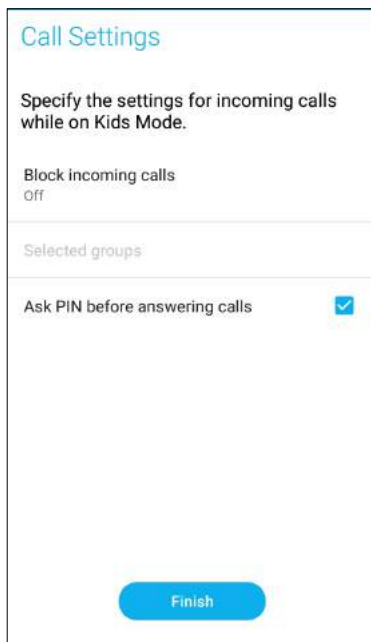 Call Settings
Specify the settings for incoming calls
while on Kids Mode.
Block incoming calls
Off
Selected groups
Ask PIN before answering calls
Finish